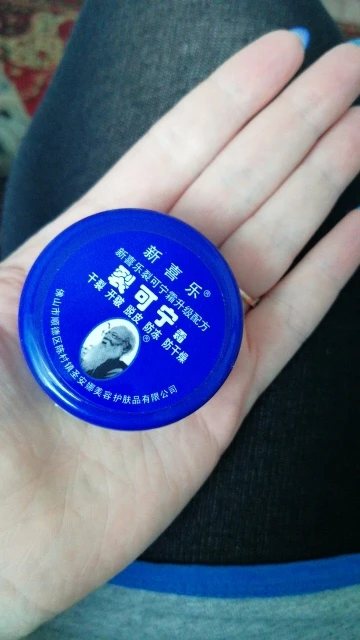 新喜乐®
新喜乐裂可宁霜升级配方
裂可宁霜®
干裂 开皲 脱皮 防冻 防干燥
佛山市顺德区陈村镇圣安娜美容护肤品有限公司